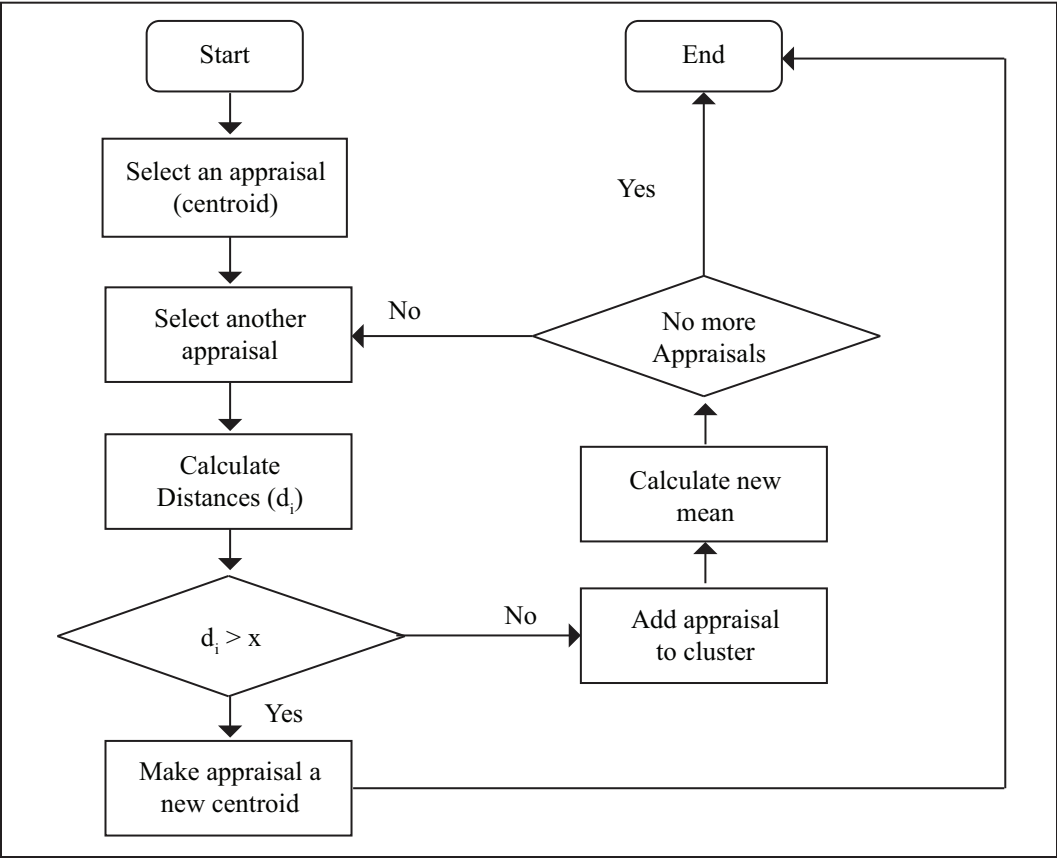 Start
End
Select an appraisal
(centroid)
Yes
Select another
appraisal
No
No more
Appraisals
Calculate
Distances (di)
Calculate new
mean
di > x
No
Add appraisal
to cluster
Yes
Make appraisal a
new centroid